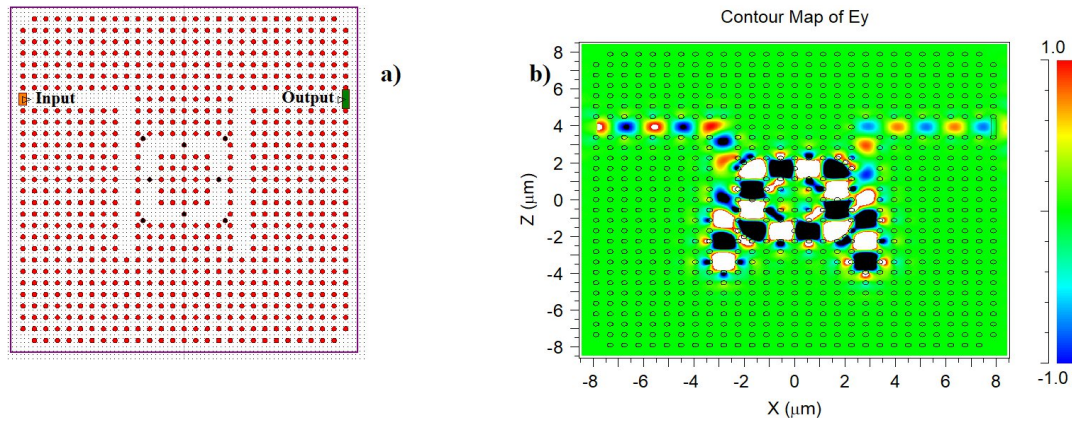 a)
Input
Output
b)
Contour Map of Ey
1.0
-1.0
8
6
4
2
0
-2
-4
-6
-8
Z (μm)
-8 -6 -4 -2 0 2 4 6 8
X (μm)